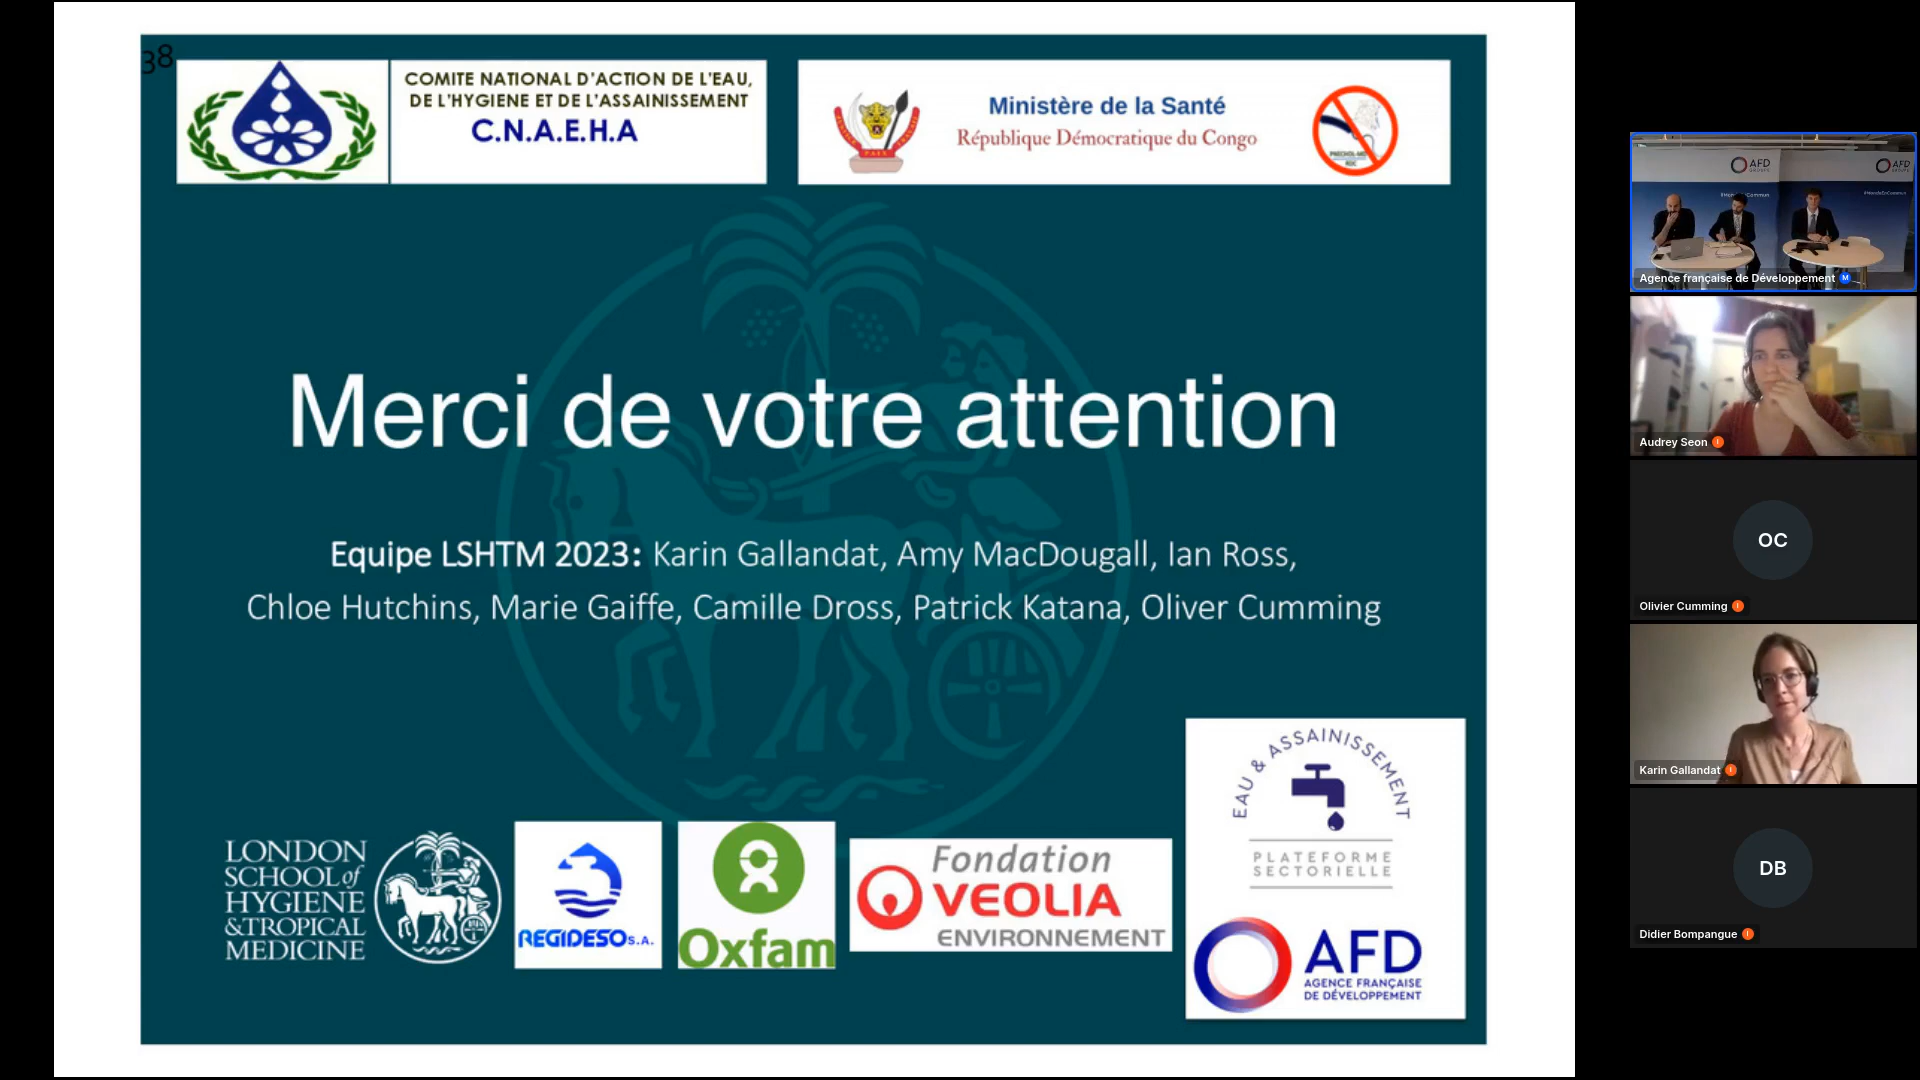 38
COMITE NATIONAL D'ACTION DE L'EAU,
DE L'HYGIENE ET DE L'ASSAINISSEMENT
C.N.A.E.H.A
Ministère de la Santé
République Démocratique du Congo
PAIX
Merci de votre attention
Equipe LSHTM 2023: Karin Gallandat, Amy MacDougall, Ian Ross,
Chloe Hutchins, Marie Gaiffe, Camille Dross, Patrick Katana, Oliver Cumming
LONDON
SCHOOL of
HYGIENE
& TROPICAL
MEDICINE
REGIDESO S.A.
Oxfam
Fondation
VEOLIA
ENVIRONNEMENT
EAU & ASSAINISSEMENT
PLATEFORME
SECTORIELLE
AFD
AGENCE FRANÇAISE
DE DÉVELOPPEMENT
AFD
AFD
Agence française de Développement M
Audrey Seon
OC
Olivier Cumming
Karin Gallandat
DB
Didier Bompangue